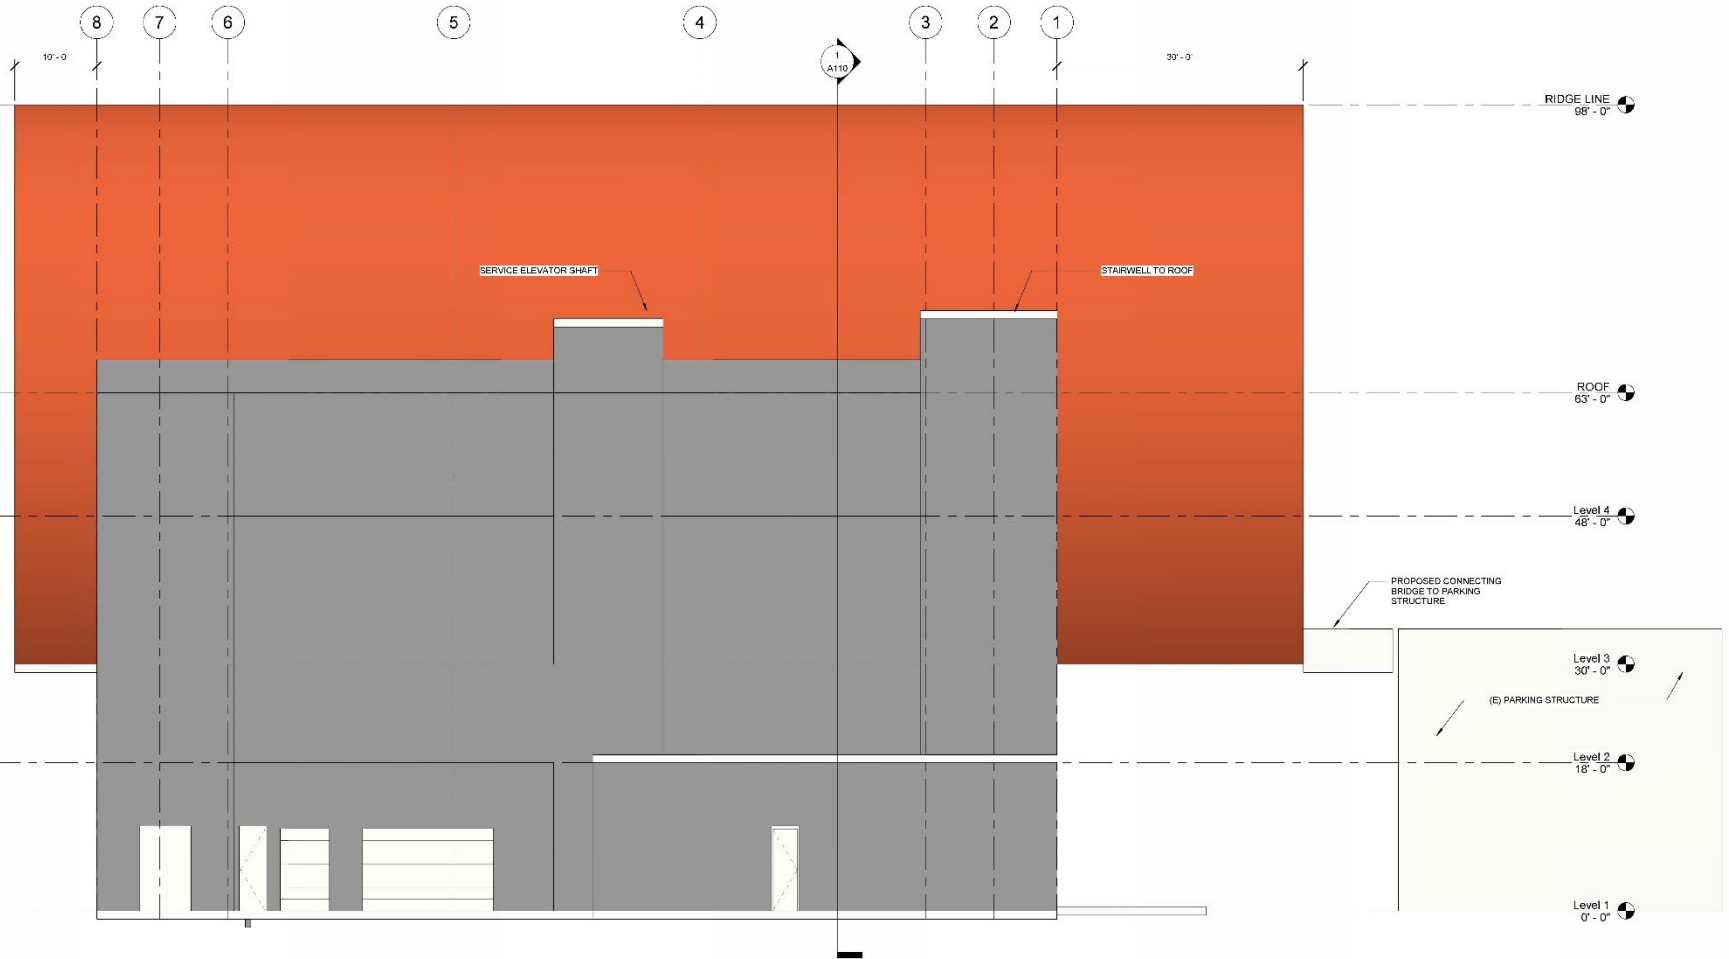 8
7
6
5
4
3
2
1
10' - 0"
1
A110
30' - 0"
RIDGE LINE
98' - 0"
SERVICE ELEVATOR SHAFT
STAIRWELL TO ROOF
ROOF
63' - 0"
Level 4
48' - 0"
PROPOSED CONNECTING
BRIDGE TO PARKING
STRUCTURE
Level 3
30' - 0"
(E) PARKING STRUCTURE
Level 2
18' - 0"
Level 1
0' - 0"